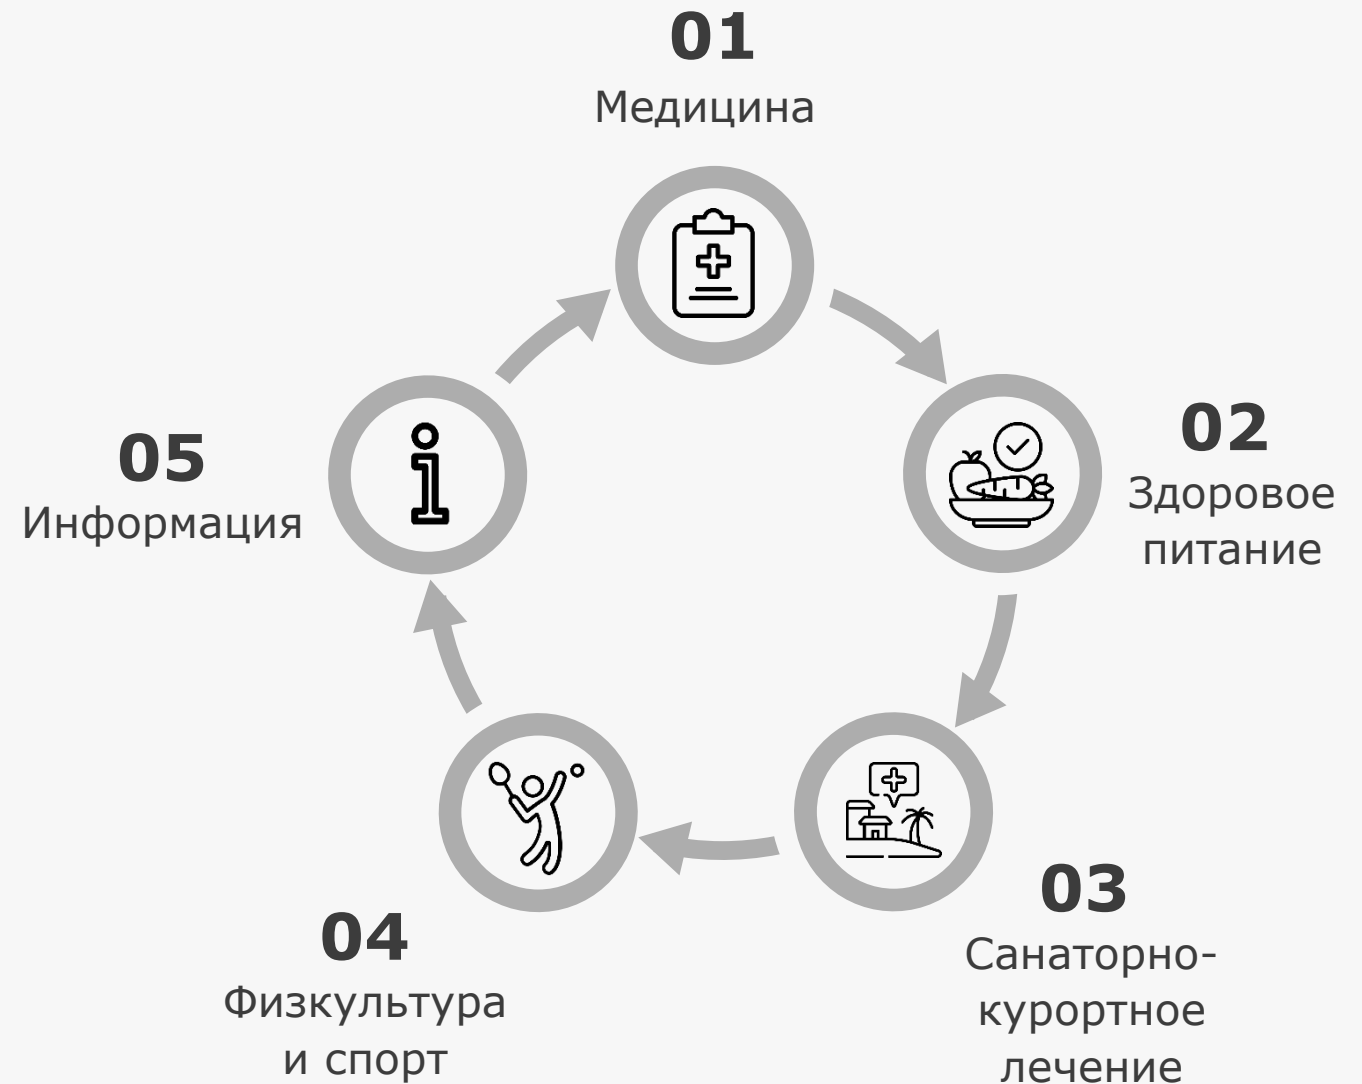 01
Медицина
02
Здоровое
питание
03
Санаторно-
курортное
лечение
04
Физкультура
и спорт
05
Информация